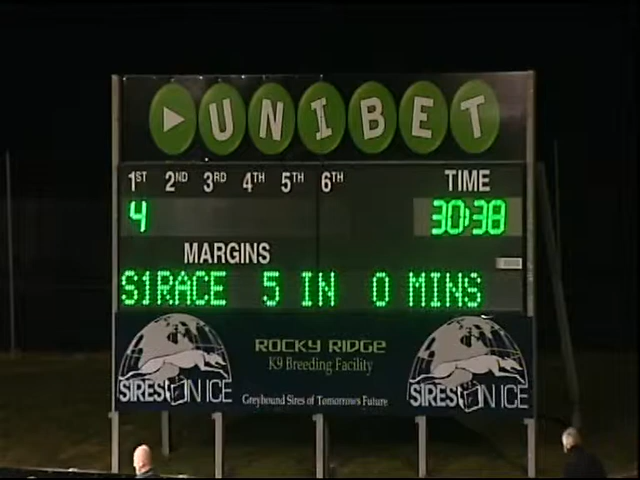 UNIBET
1ST 2ND 3RD 4TH 5TH 6TH TIME
4 30:38
MARGINS
S1RACE 5 IN 0 MINS
ROCKY RIDGE
K9 Breeding Facility
SIRES ON ICE
Greyhound Sires of Tomorrows Future
SIRES ON ICE